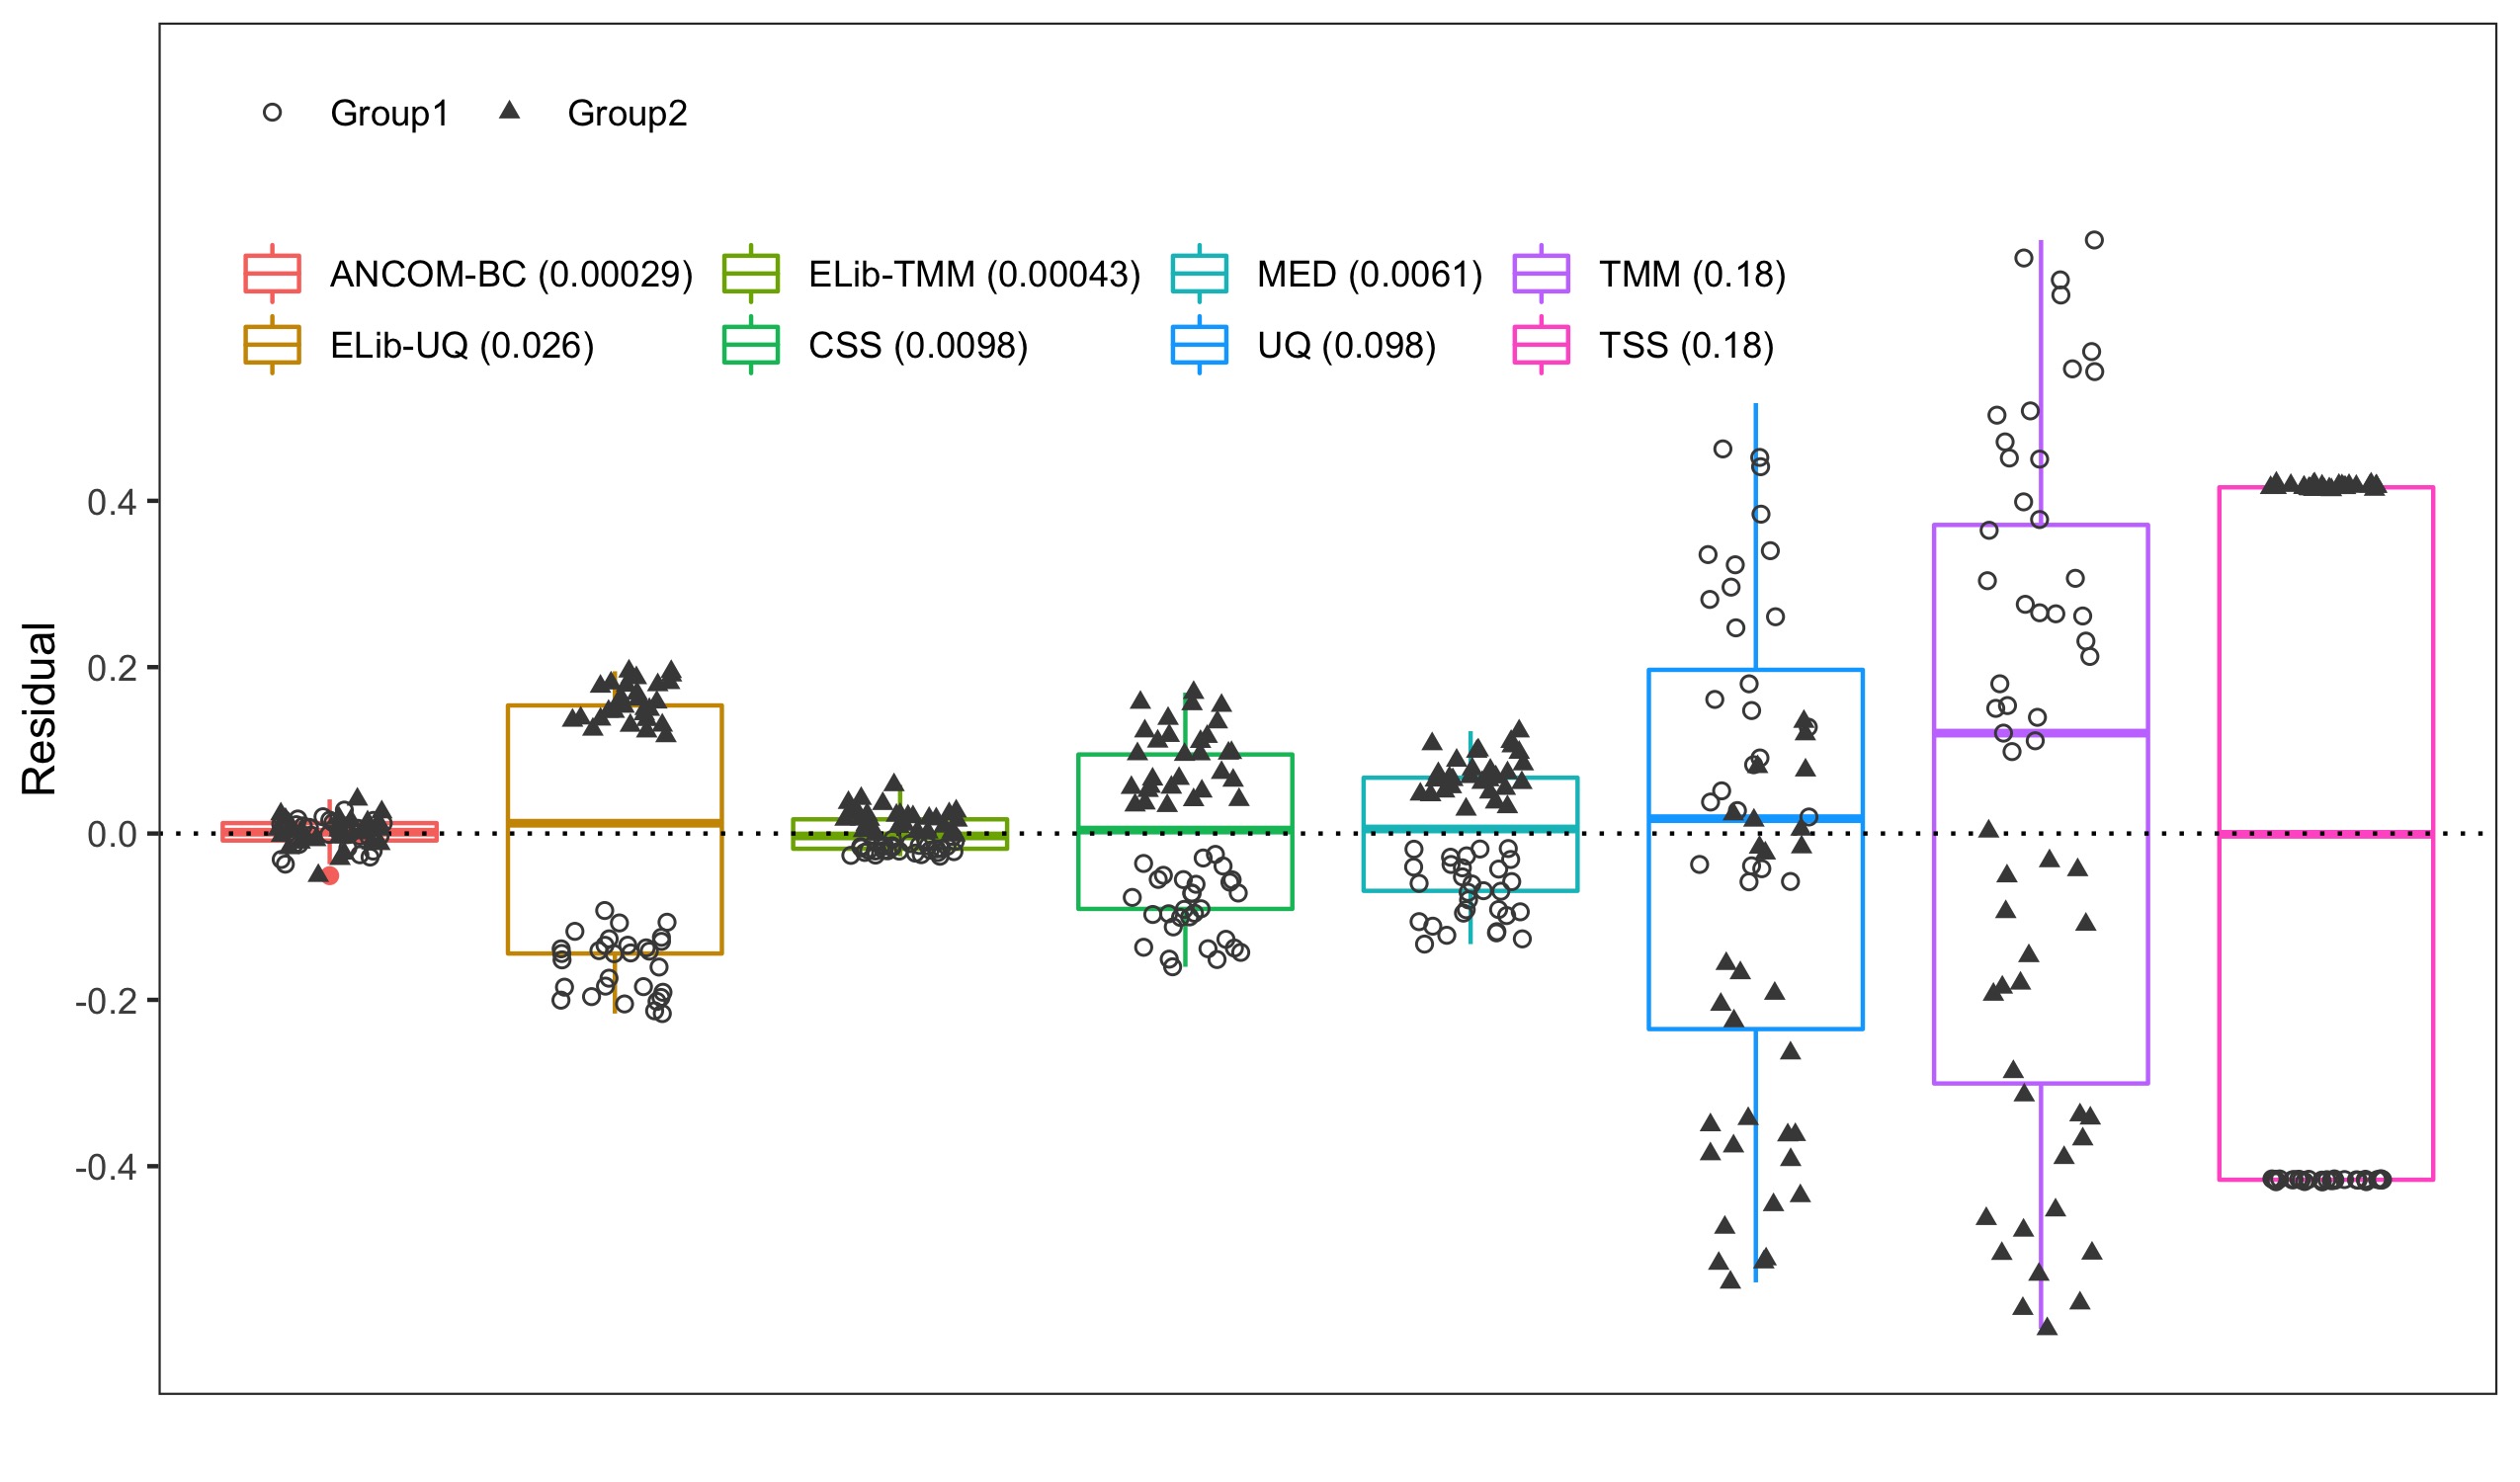 Group1 Group2
ANCOM-BC (0.00029) ELib-TMM (0.00043) MED (0.0061) TMM (0.18)
ELib-UQ (0.026) CSS (0.0098) UQ (0.098) TSS (0.18)
Residual
0.4
0.2
0.0
-0.2
-0.4